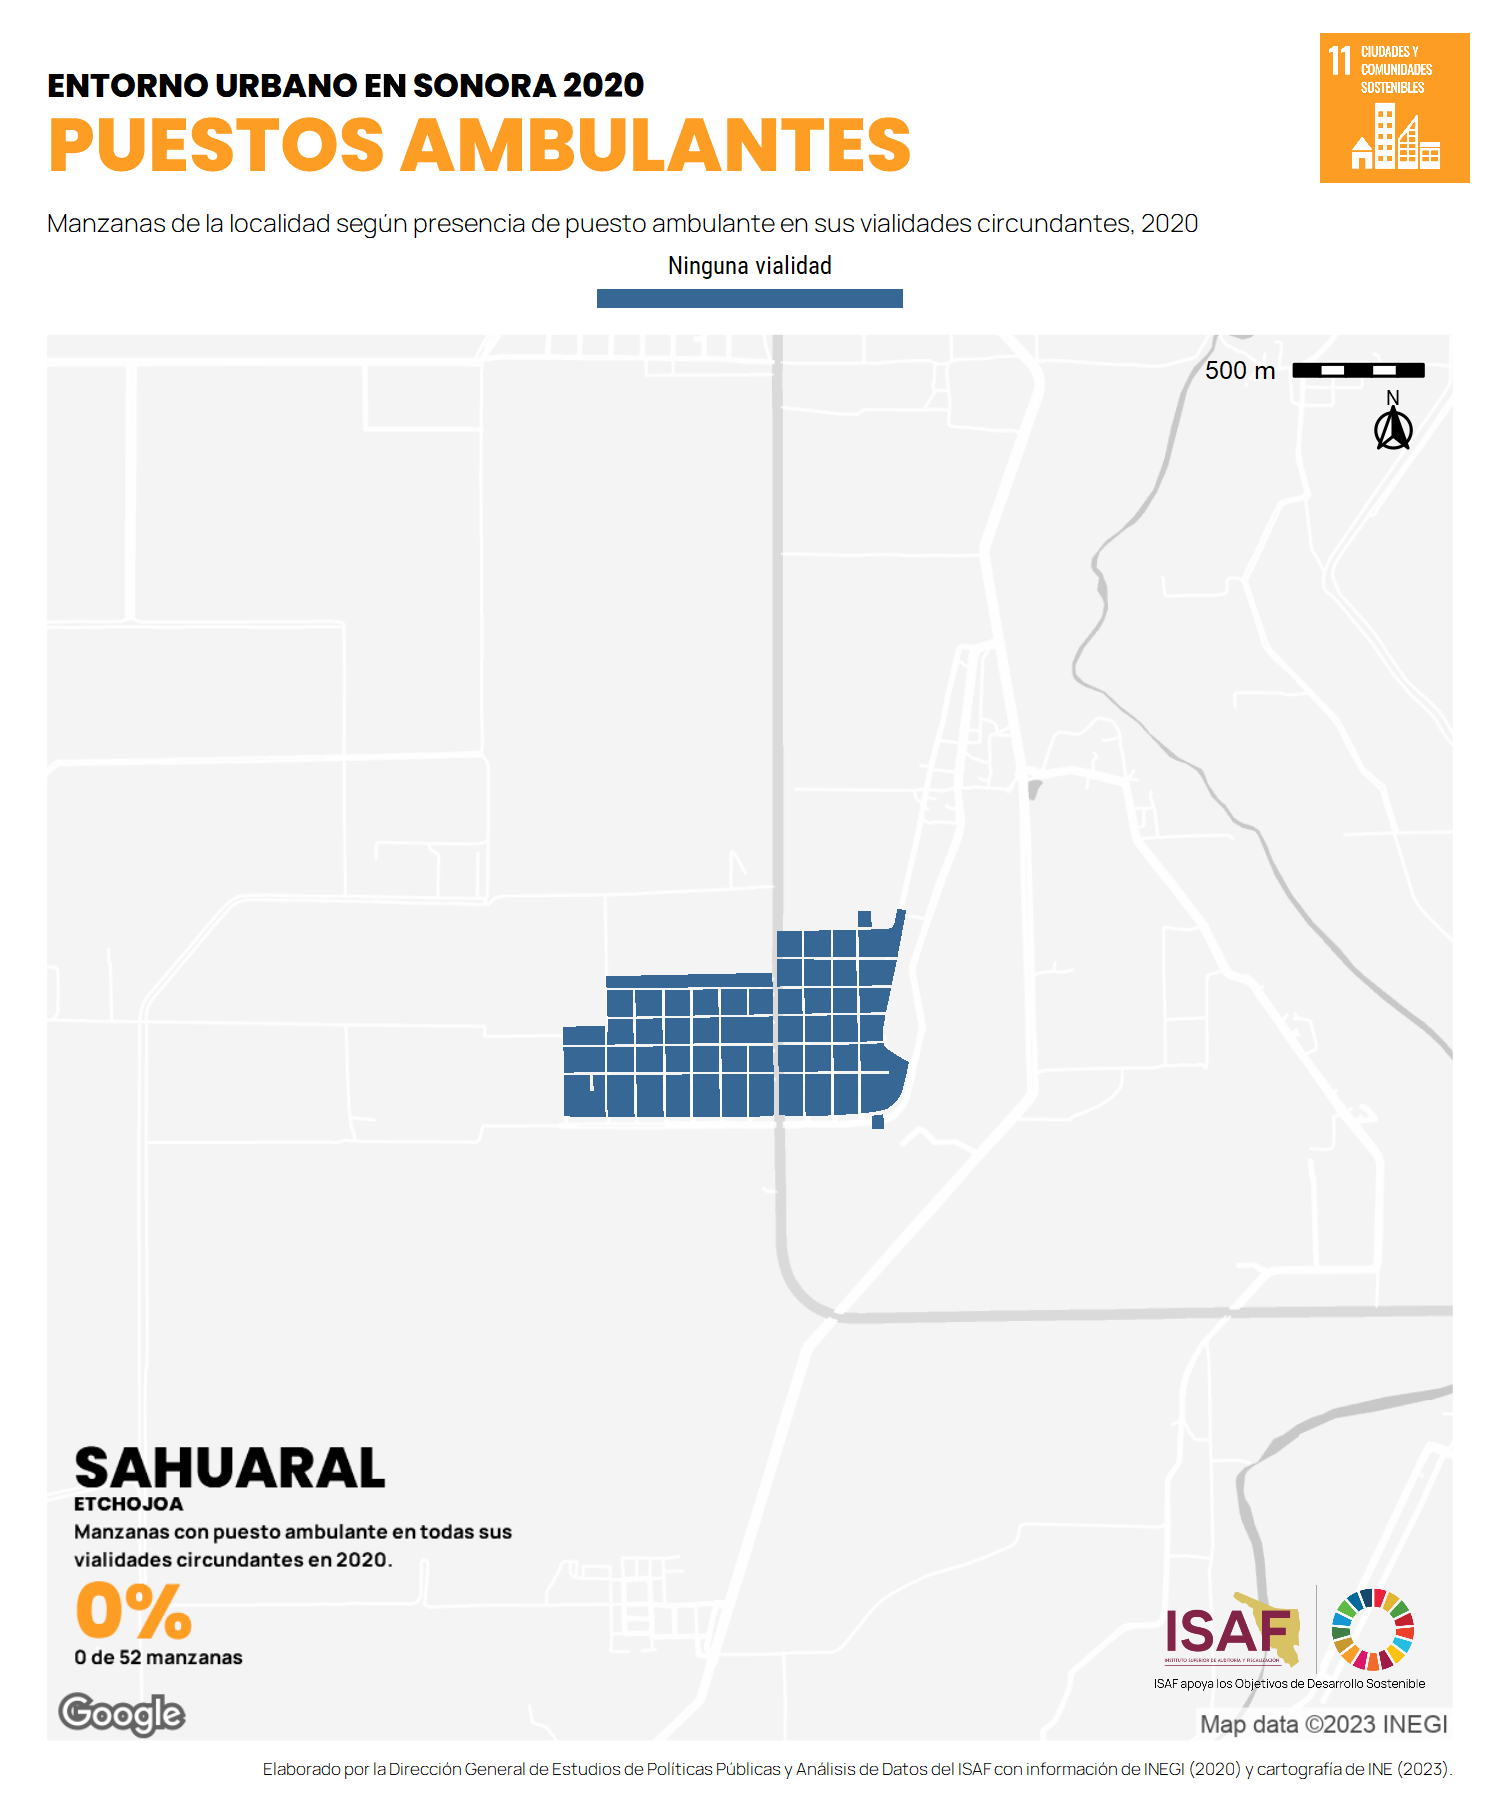 ENTORNO URBANO EN SONORA 2020
PUESTOS AMBULANTES
11 CIUDADES Y
COMUNIDADES
SOSTENIBLES
Manzanas de la localidad según presencia de puesto ambulante en sus vialidades circundantes, 2020
Ninguna vialidad
500 m
N
SAHUARAL
ETCHOJOA
Manzanas con puesto ambulante en todas sus
vialidades circundantes en 2020.
0%
0 de 52 manzanas
Google
ISAF
INSTITUTO SUPERIOR DE AUDITORÍA Y FISCALIZACIÓN
ISAF apoya los Objetivos de Desarrollo Sostenible
Map data ©2023 INEGI
Elaborado por la Dirección General de Estudios de Políticas Públicas y Análisis de Datos del ISAF con información de INEGI (2020) y cartografía de INE (2023).